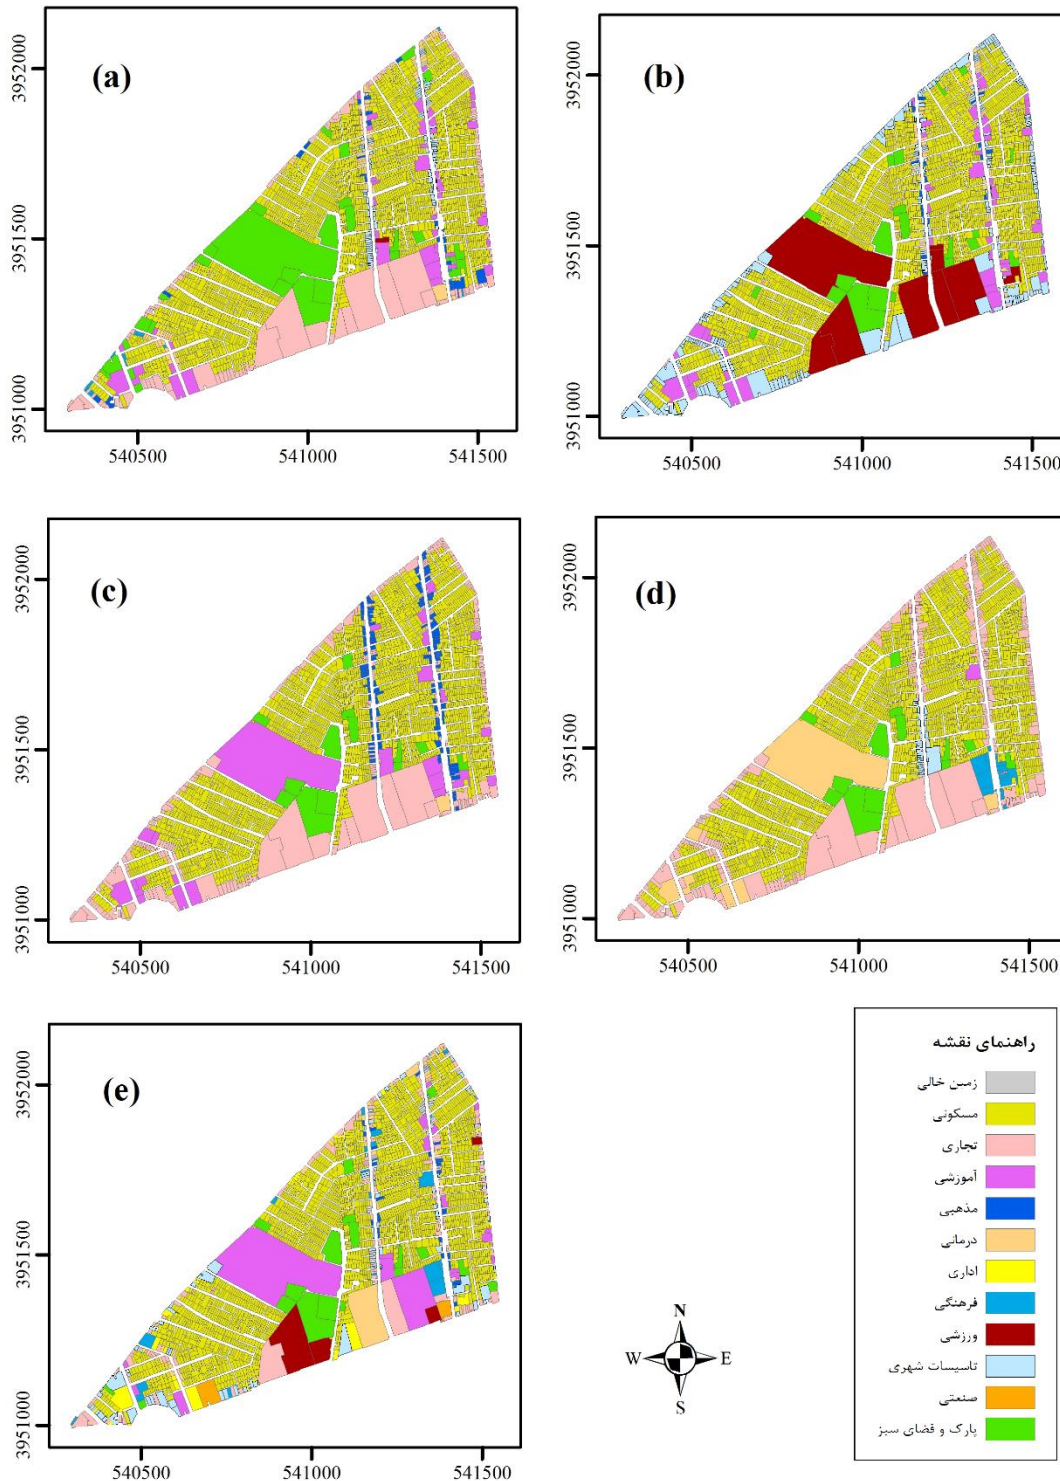 (a)
3952000
3951500
3951000
540500
541000
541500
(b)
3952000
3951500
3951000
540500
541000
541500
(c)
3952000
3951500
3951000
540500
541000
541500
(d)
3952000
3951500
3951000
540500
541000
541500
(e)
3952000
3951500
3951000
540500
541000
541500
N
W
E
S
راهنمای نقشه
زمین خالی
مسکونی
تجاری
آموزشی
مذهبی
درمانی
اداری
فرهنگی
ورزشی
تاسیسات شهری
صنعتی
پارک و فضای سبز